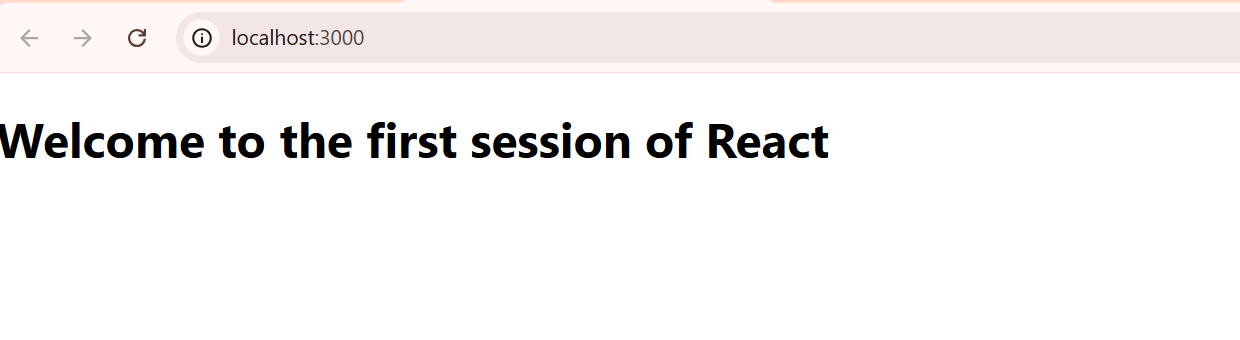 localhost:3000
Welcome to the first session of React